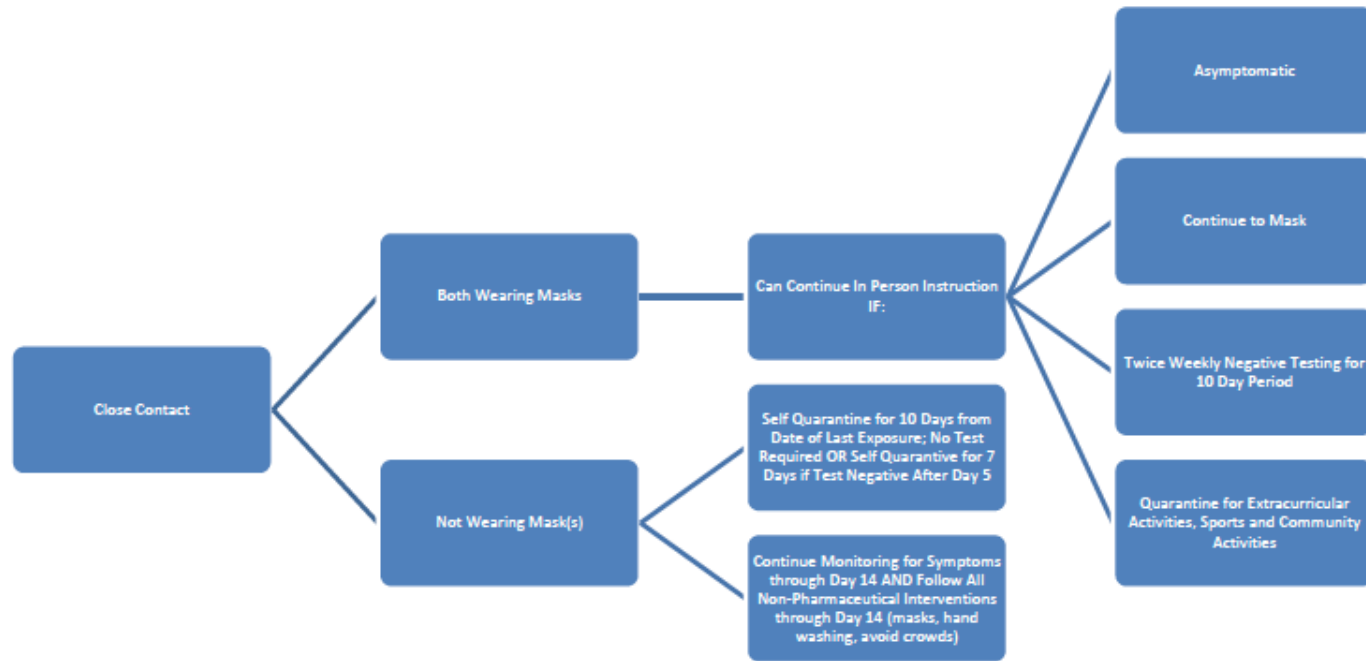 Close Contact
Both Wearing Masks
Not Wearing Mask(s)
Can Continue In Person Instruction
IF:
Self Quarantine for 10 Days from
Date of Last Exposure; No Test
Required OR Self Quarantive for 7
Days if Test Negative After Day 5
Continue Monitoring for Symptoms
through Day 14 AND Follow All
Non-Pharmaceutical Interventions
through Day 14 (masks, hand
washing, avoid crowds)
Asymptomatic
Continue to Mask
Twice Weekly Negative Testing for
10 Day Period
Quarantine for Extracurricular
Activities, Sports and Community
Activities